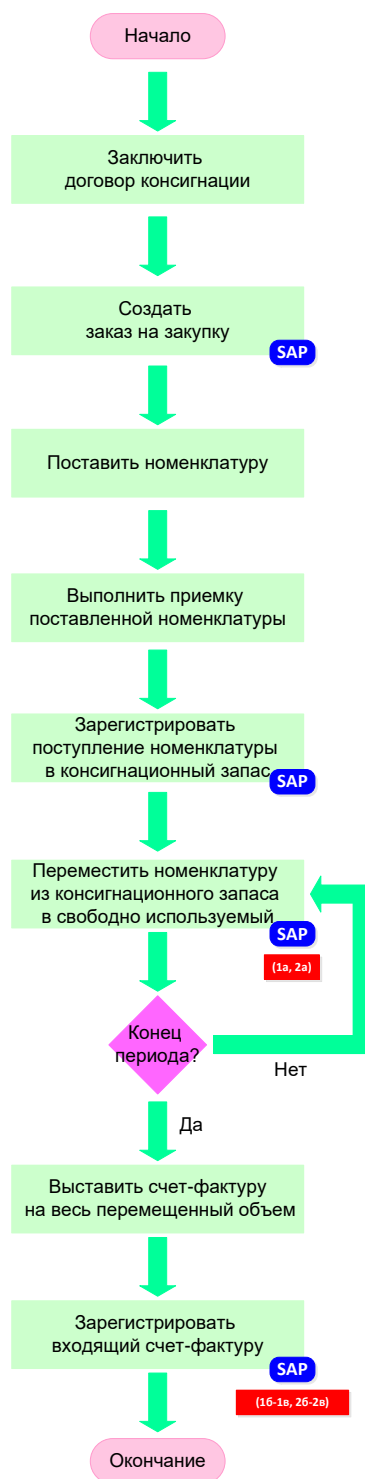 Начало
Заключить
договор консигнации
Создать
заказ на закупку
SAP
Поставить номенклатуру
Выполнить приемку
поставленной номенклатуры
Зарегистрировать
поступление номенклатуры
в консигнационный запас
SAP
Переместить номенклатуру
из консигнационного запаса
в свободно используемый
SAP
(1а, 2а)
Конец
периода?
Нет
Да
Выставить счет-фактуру
на весь перемещенный объем
Зарегистрировать
входящий счет-фактуру
SAP
(1б-1в, 2б-2в)
Окончание